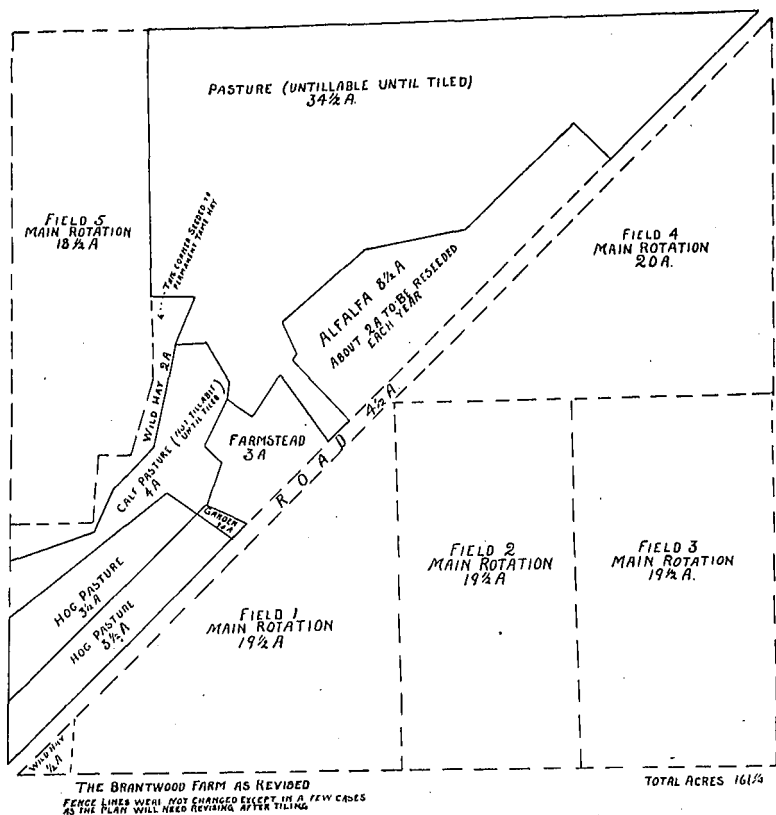 PASTURE (UNTILLABLE UNTIL TILED)
34½ A.
FIELD 5
MAIN ROTATION
18½ A
THIS CORNER SEEDED TO
PERMANENT TAME HAY
FIELD 4
MAIN ROTATION
20 A.
ALFALFA 8½ A
ABOUT 2A TO BE RESEEDED
EACH YEAR
WILD HAY 2A
CALF PASTURE (NOT TILLABLE
UNTIL TILED)
4 A
FARMSTEAD
3 A
ROAD 4½ A.
GARDEN
HOG PASTURE
3½ A
HOG PASTURE
3½ A
FIELD 1
MAIN ROTATION
19½ A
FIELD 2
MAIN ROTATION
19½ A
FIELD 3
MAIN ROTATION
19½ A.
WILD HAY
½ A
THE BRANTWOOD FARM AS REVISED
FENCE LINES WERE NOT CHANGED EXCEPT IN A FEW CASES
AS THE PLAN WILL NEED REVISING AFTER TILING
TOTAL ACRES 161¼